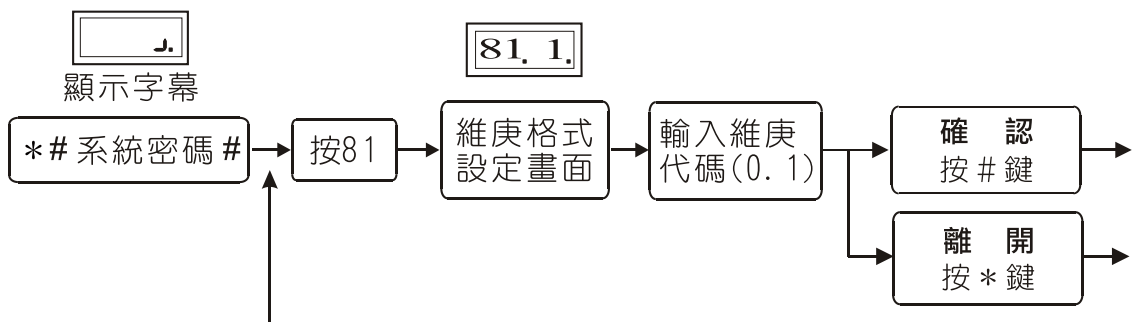 ┘.
顯示字幕
*# 系統密碼 #
按81
81. 1.
維庚格式
設定畫面
輸入維庚
代碼(0. 1)
確 認
按 # 鍵
離 開
按 * 鍵